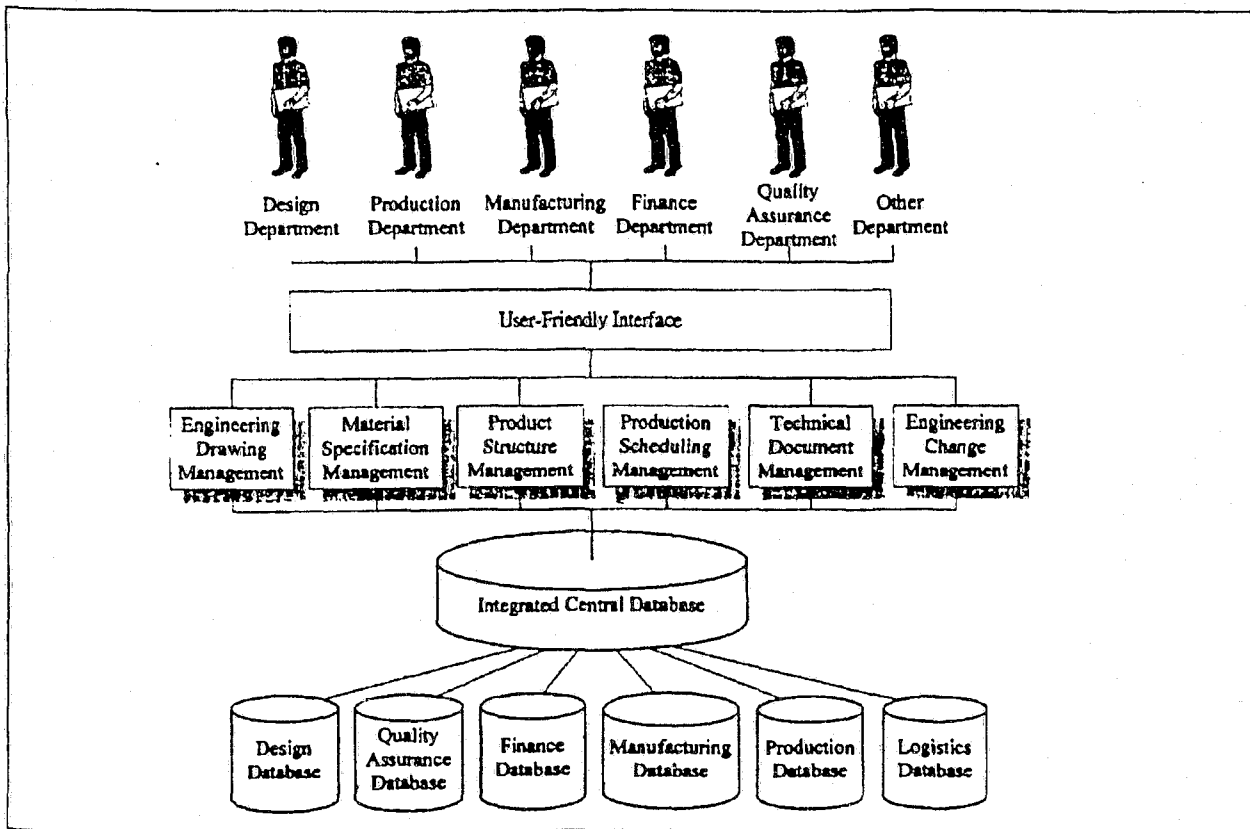 Design
Department
Production
Department
Manufacturing
Department
Finance
Department
Quality
Assurance
Department
Other
Department
User-Friendly Interface
Engineering
Drawing
Management
Material
Specification
Management
Product
Structure
Management
Production
Scheduling
Management
Technical
Document
Management
Engineering
Change
Management
Integrated Central Database
Design
Database
Quality
Assurance
Database
Finance
Database
Manufacturing
Database
Production
Database
Logistics
Database